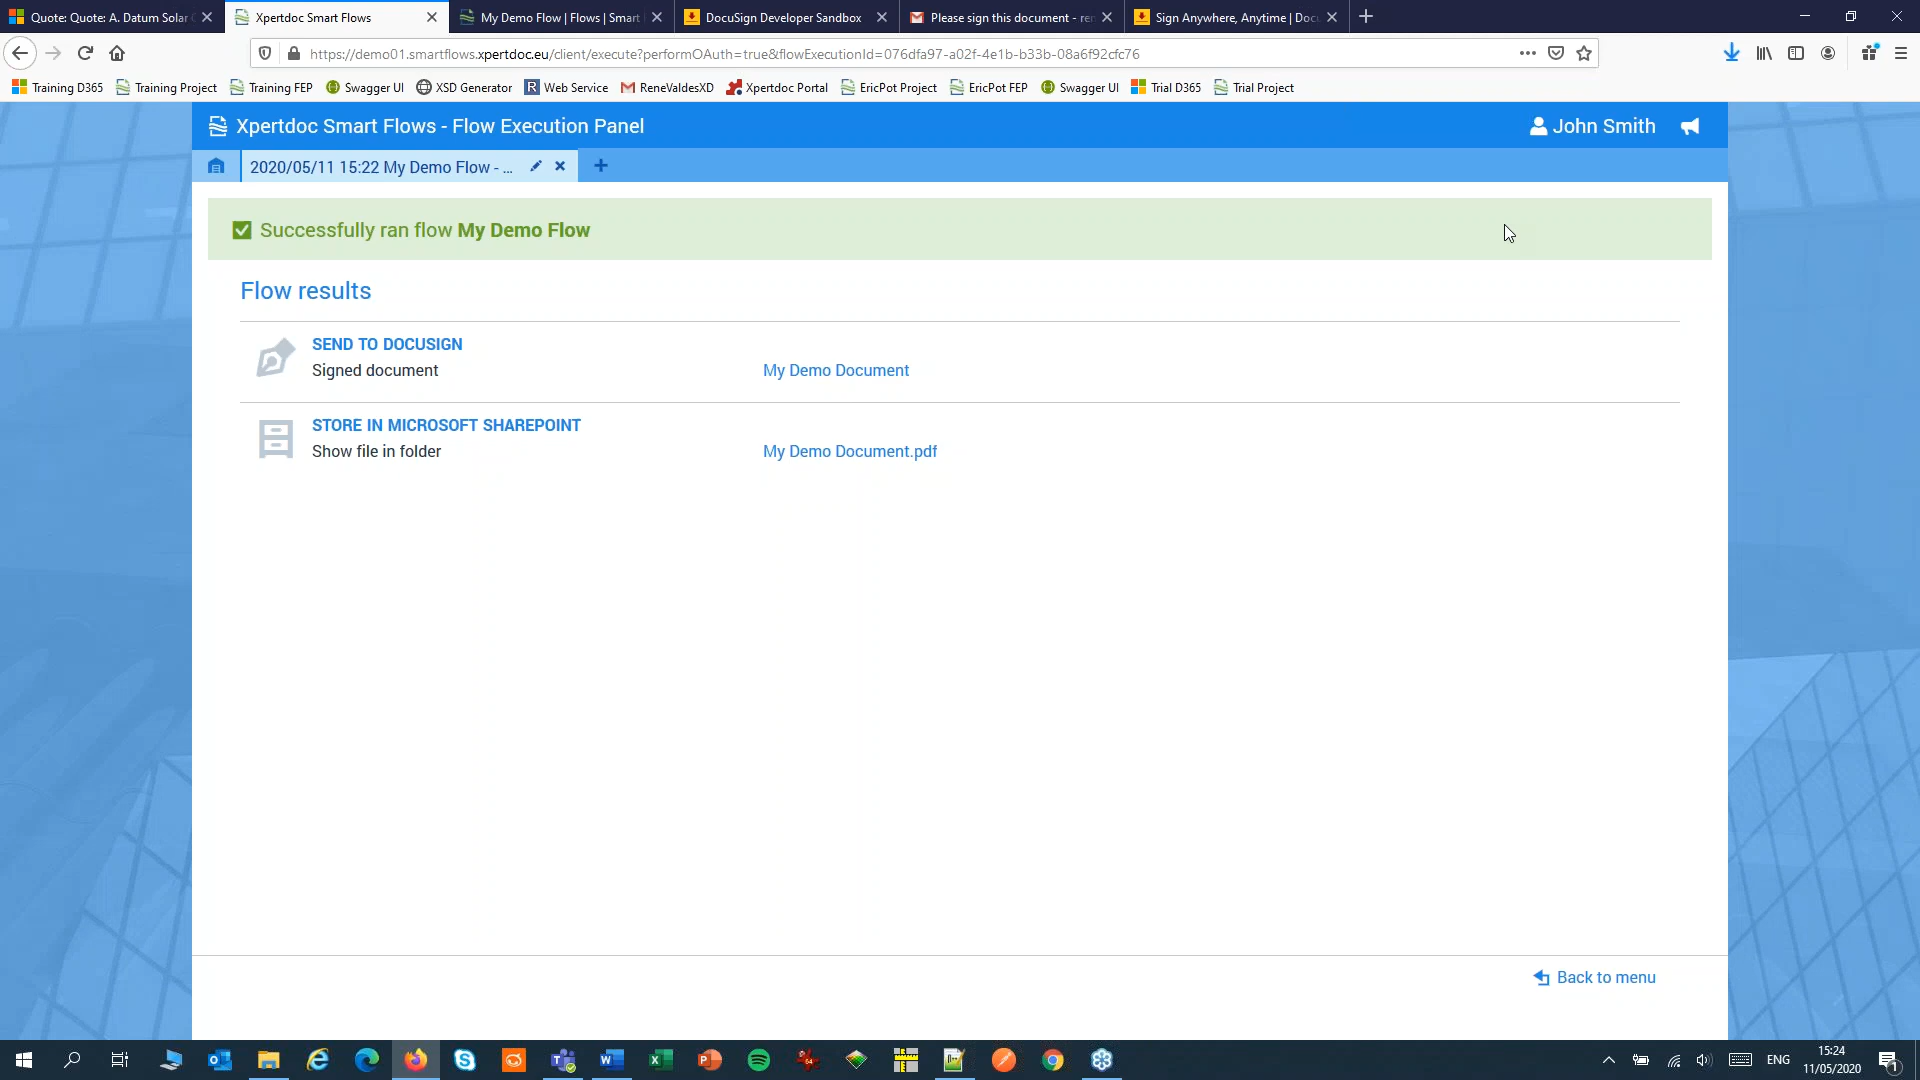 Quote: Quote: A. Datum Solar
Xpertdoc Smart Flows
My Demo Flow | Flows | Smart
DocuSign Developer Sandbox
Please sign this document - re
Sign Anywhere, Anytime | Docu
https://demo01.smartflows.xpertdoc.eu/client/execute?performOAuth=true&flowExecutionId=076dfa97-a02f-4e1b-b33b-08a6f92cfc76
Training D365
Training Project
Training FEP
Swagger UI
XSD Generator
Web Service
ReneValdesXD
Xpertdoc Portal
EricPot Project
EricPot FEP
Swagger UI
Trial D365
Trial Project
Xpertdoc Smart Flows - Flow Execution Panel
John Smith
2020/05/11 15:22 My Demo Flow - ...
Successfully ran flow My Demo Flow
Flow results
SEND TO DOCUSIGN
Signed document
My Demo Document
STORE IN MICROSOFT SHAREPOINT
Show file in folder
My Demo Document.pdf
Back to menu
ENG
15:24
11/05/2020
1